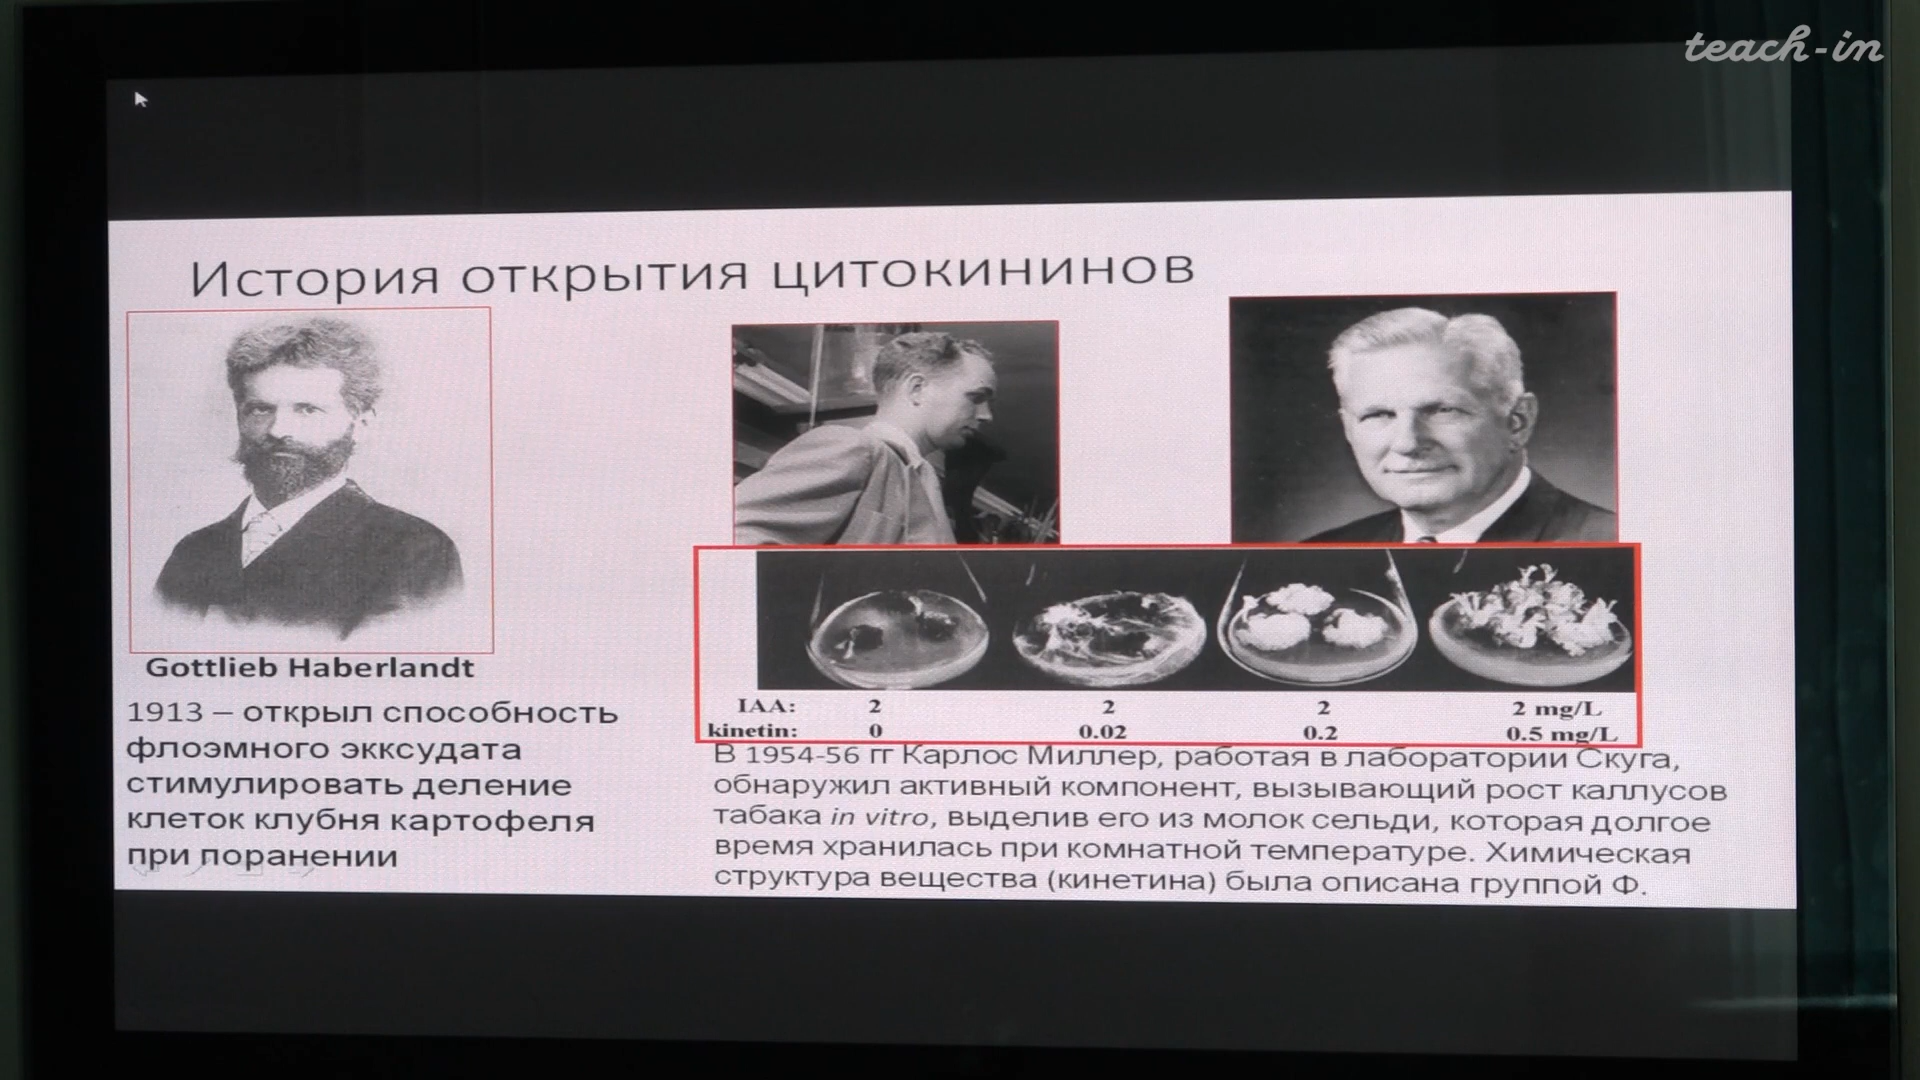 teach-in
История открытия цитокининов
Gottlieb Haberlandt
1913 – открыл способность
флоэмного экксудата
стимулировать деление
клеток клубня картофеля
при поранении
IAA: 2 2 2 2 mg/L
kinetin: 0 0.02 0.2 0.5 mg/L
В 1954-56 гг Карлос Миллер, работая в лаборатории Скуга,
обнаружил активный компонент, вызывающий рост каллусов
табака in vitro, выделив его из молок сельди, которая долгое
время хранилась при комнатной температуре. Химическая
структура вещества (кинетина) была описана группой Ф.